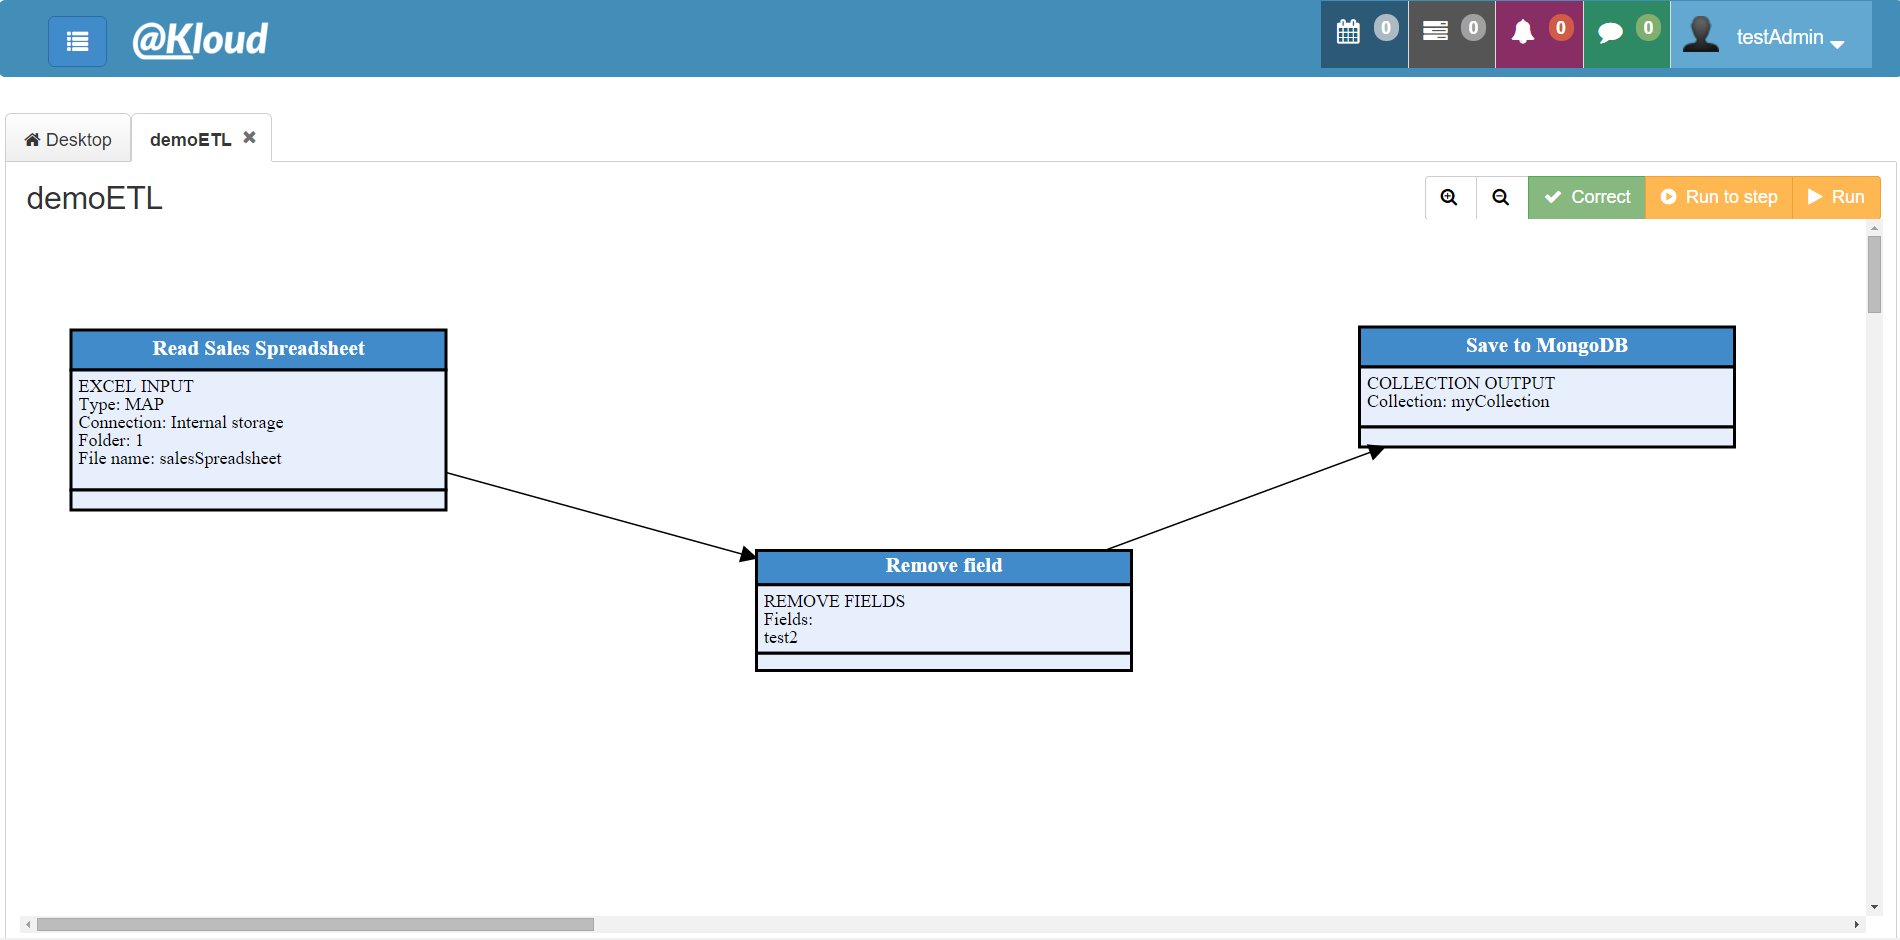 @Kloud
0
0
0
0
testAdmin
Desktop
demoETL
demoETL
Correct
Run to step
Run
Read Sales Spreadsheet
EXCEL INPUT
Type: MAP
Connection: Internal storage
Folder: 1
File name: salesSpreadsheet
Save to MongoDB
COLLECTION OUTPUT
Collection: myCollection
Remove field
REMOVE FIELDS
Fields:
test2